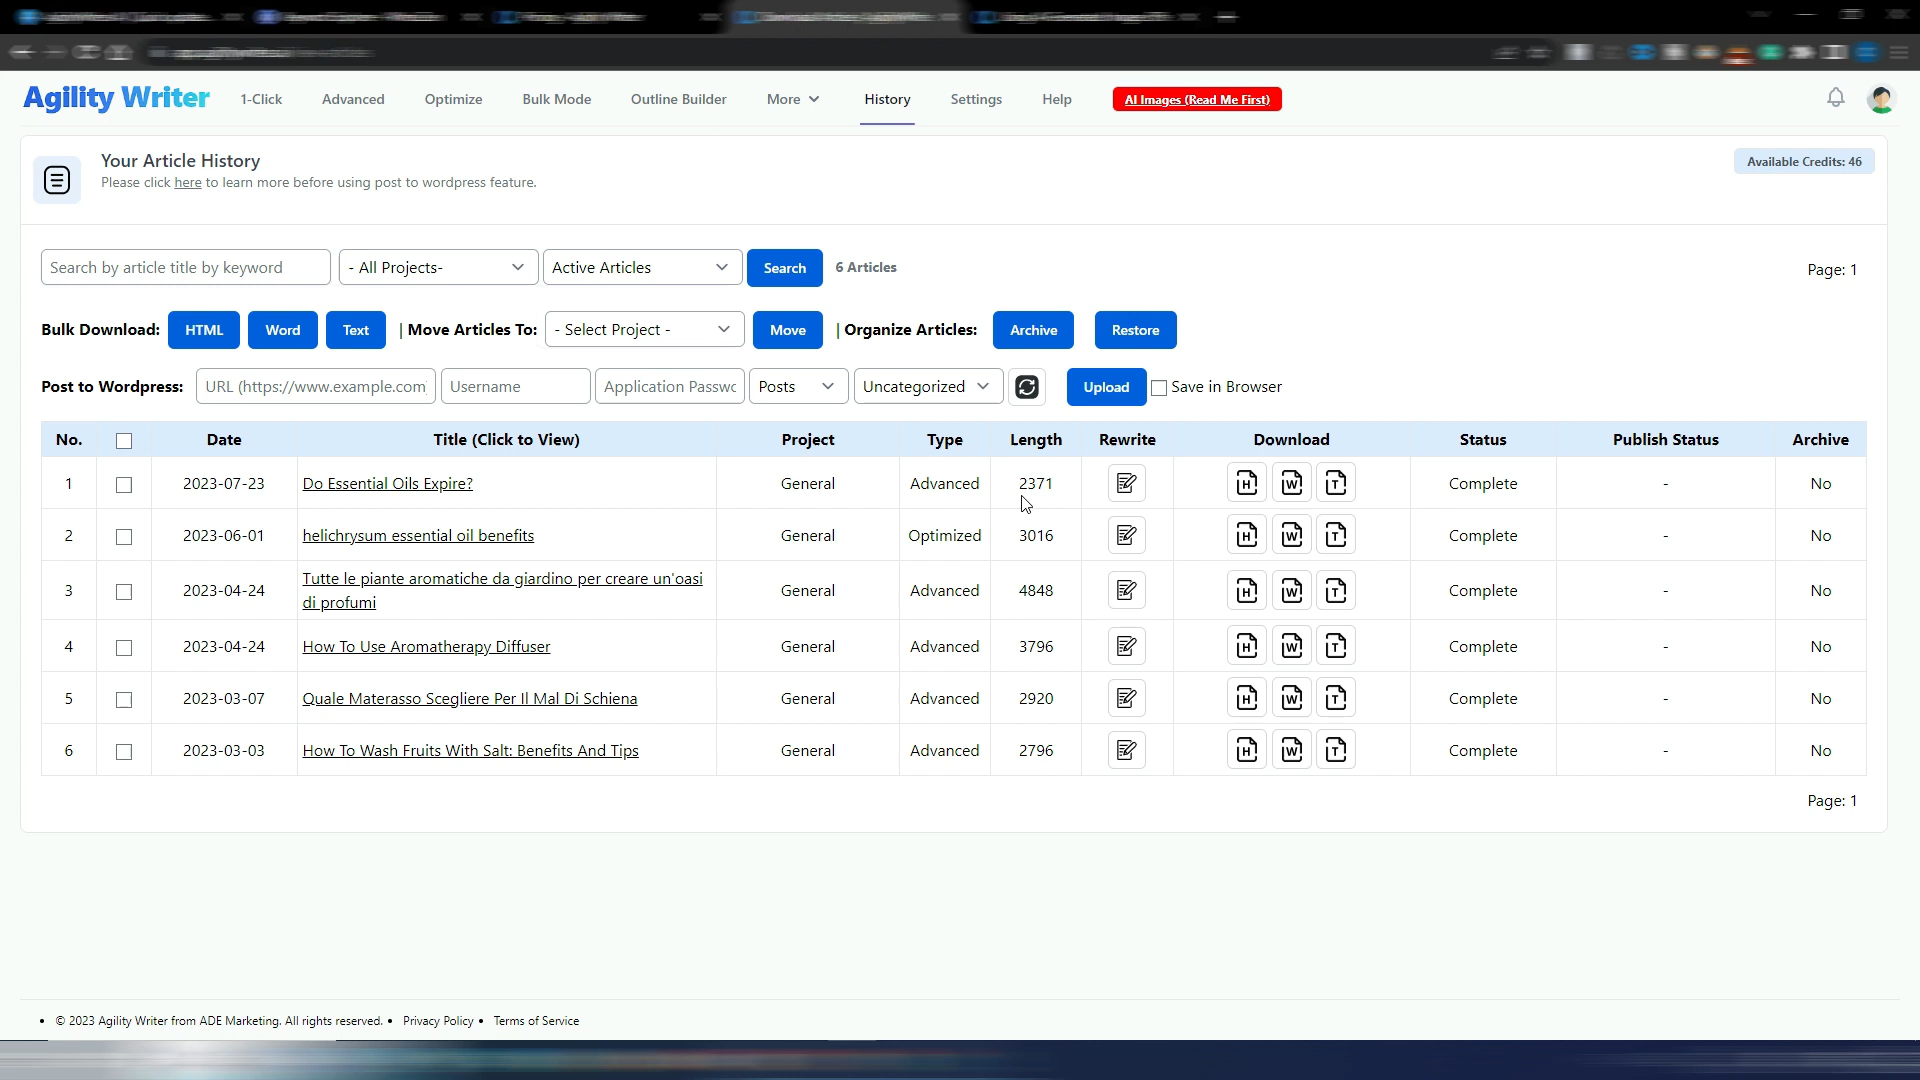 Agility Writer 1-Click Advanced Optimize Bulk Mode Outline Builder More History Settings Help AI Images (Read Me First)
Your Article History
Please click here to learn more before using post to wordpress feature.
Available Credits: 46
Search by article title by keyword - All Projects- Active Articles Search 6 Articles Page: 1
Bulk Download: HTML Word Text | Move Articles To: - Select Project - Move | Organize Articles: Archive Restore
Post to Wordpress: URL (https://www.example.com Username Application Passwc Posts Uncategorized Upload Save in Browser
No. Date Title (Click to View) Project Type Length Rewrite Download Status Publish Status Archive
1 2023-07-23 Do Essential Oils Expire? General Advanced 2371 H W T Complete - No
2 2023-06-01 helichrysum essential oil benefits General Optimized 3016 H W T Complete - No
3 2023-04-24 Tutte le piante aromatiche da giardino per creare un'oasi
di profumi General Advanced 4848 H W T Complete - No
4 2023-04-24 How To Use Aromatherapy Diffuser General Advanced 3796 H W T Complete - No
5 2023-03-07 Quale Materasso Scegliere Per Il Mal Di Schiena General Advanced 2920 H W T Complete - No
6 2023-03-03 How To Wash Fruits With Salt: Benefits And Tips General Advanced 2796 H W T Complete - No
Page: 1
• © 2023 Agility Writer from ADE Marketing. All rights reserved. • Privacy Policy • Terms of Service